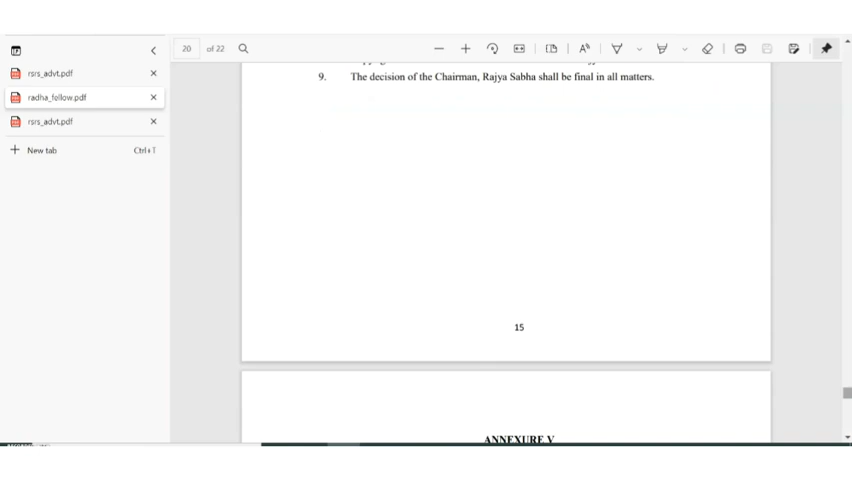 20 of 22
rsrs_advt.pdf
radha_fellow.pdf
9. The decision of the Chairman, Rajya Sabha shall be final in all matters.
rsrs_advt.pdf
New tab Ctrl+T
15
ANNEXURE V